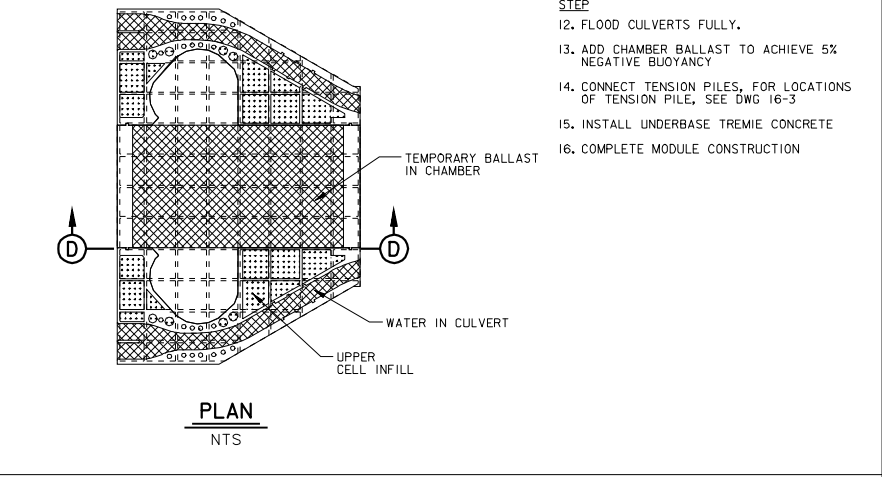 STEP
12. FLOOD CULVERTS FULLY.
13. ADD CHAMBER BALLAST TO ACHIEVE 5%
NEGATIVE BUOYANCY
14. CONNECT TENSION PILES, FOR LOCATIONS
OF TENSION PILE, SEE DWG 16-3
15. INSTALL UNDERBASE TREMIE CONCRETE
16. COMPLETE MODULE CONSTRUCTION
TEMPORARY BALLAST
IN CHAMBER
D
D
WATER IN CULVERT
UPPER
CELL INFILL
PLAN
NTS